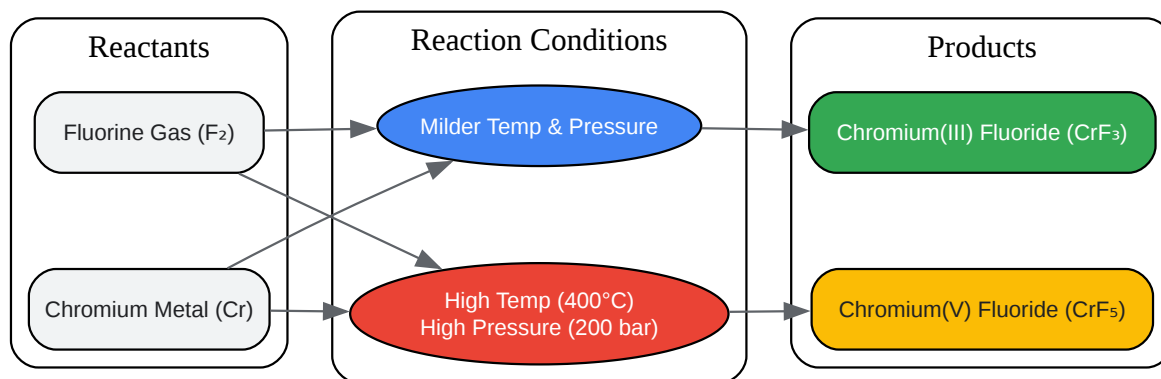 Reactants
Reaction Conditions
Products
Fluorine Gas (F₂)
Milder Temp & Pressure
Chromium(III) Fluoride (CrF₃)
Chromium Metal (Cr)
High Temp (400°C)
High Pressure (200 bar)
Chromium(V) Fluoride (CrF₅)